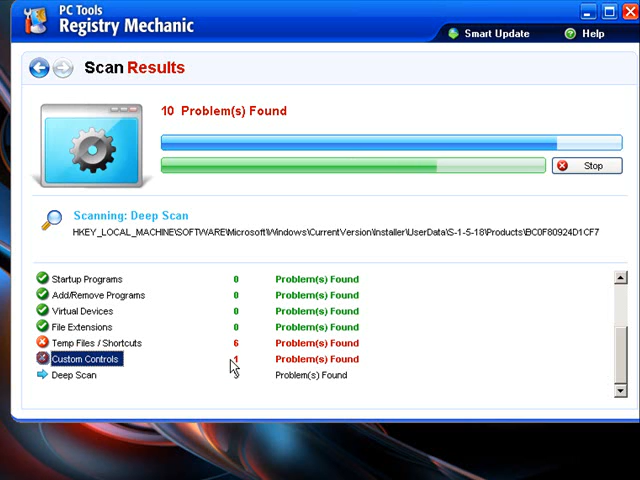 PC Tools
Registry Mechanic
Smart Update
Help
Scan Results
10 Problem(s) Found
Stop
Scanning: Deep Scan
HKEY_LOCAL_MACHINE\SOFTWARE\Microsoft\Windows\CurrentVersion\Installer\UserData\S-1-5-18\Products\BC0F80924D1CF7
Startup Programs 0 Problem(s) Found
Add/Remove Programs 0 Problem(s) Found
Virtual Devices 0 Problem(s) Found
File Extensions 0 Problem(s) Found
Temp Files / Shortcuts 6 Problem(s) Found
Custom Controls 1 Problem(s) Found
Deep Scan Problem(s) Found